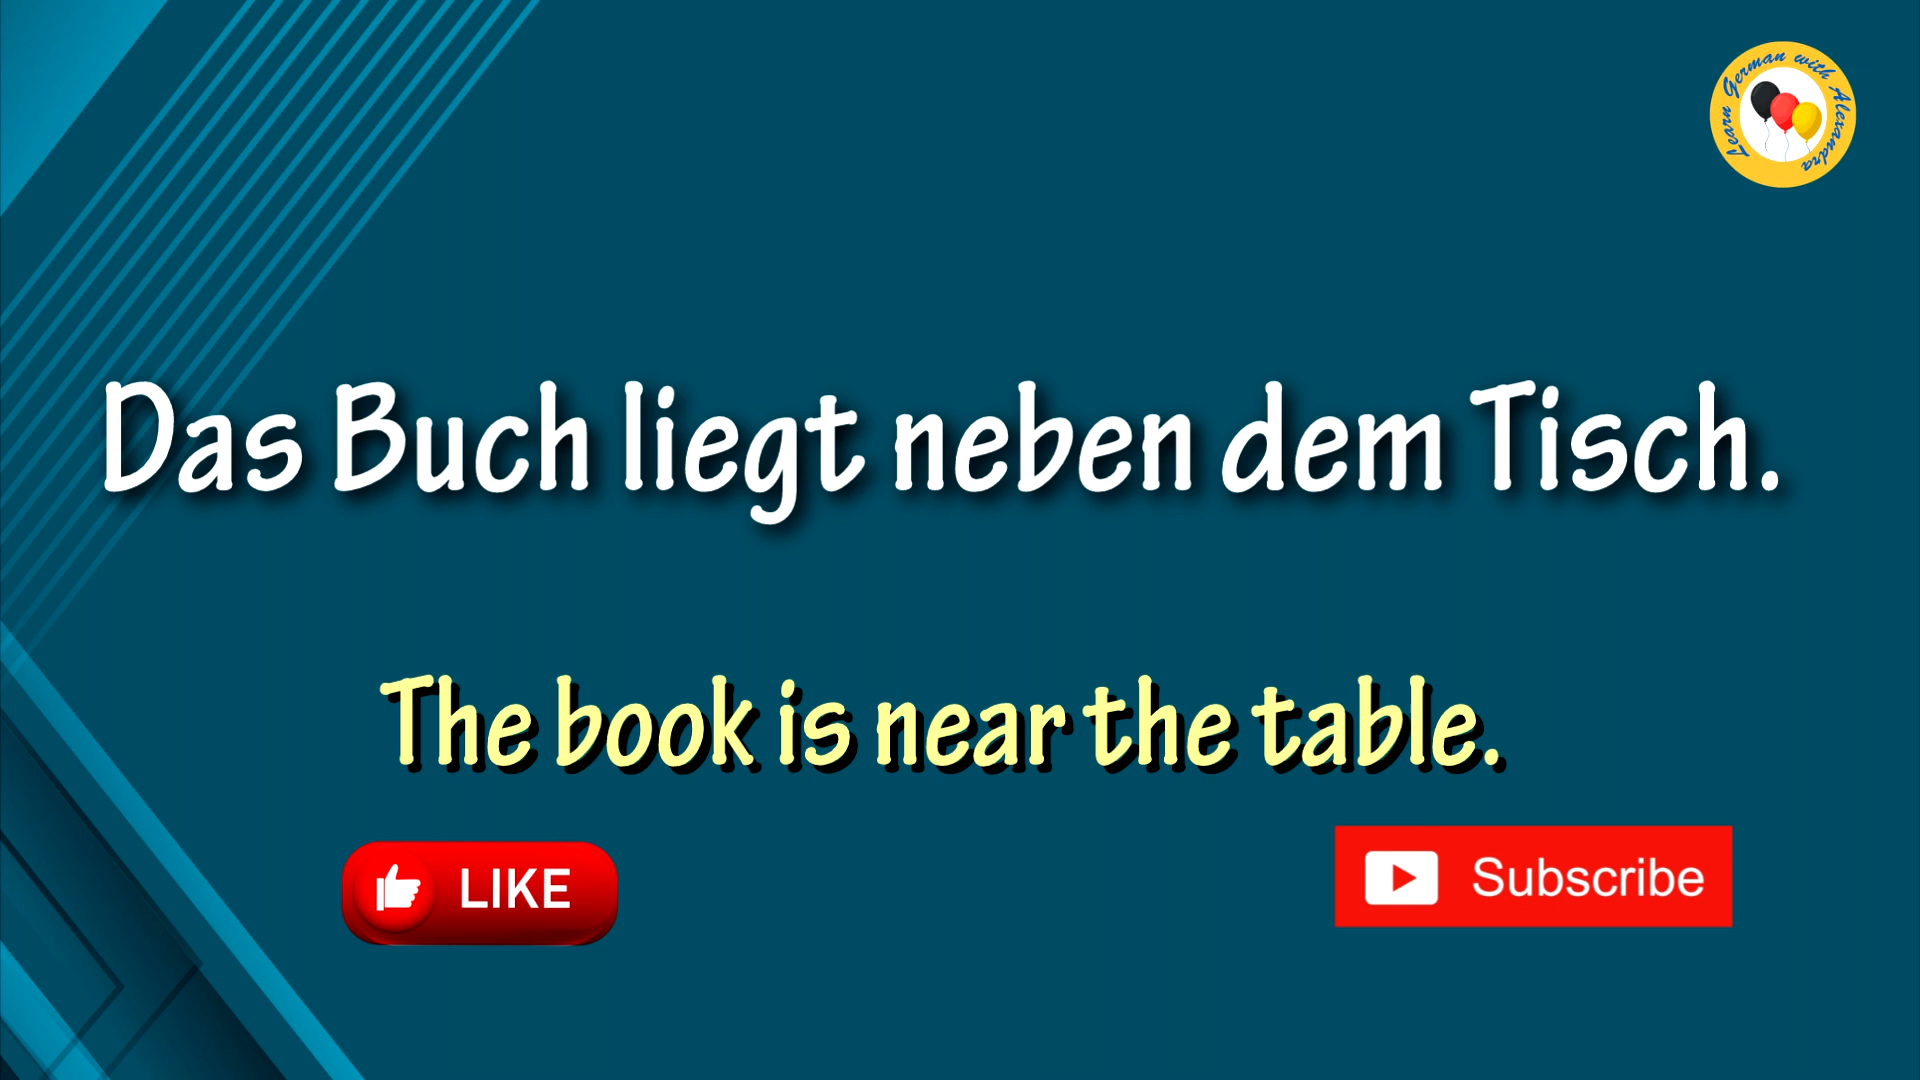 Learn German with Alexandra
Das Buch liegt neben dem Tisch.
The book is near the table.
LIKE
Subscribe